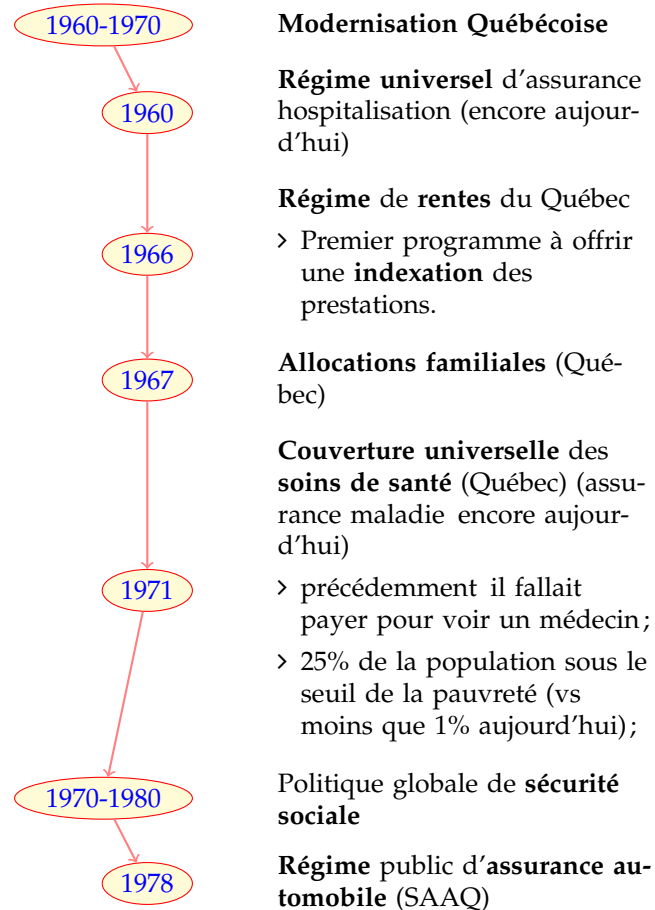 1960-1970
Modernisation Québécoise
1960
Régime universel d'assurance
hospitalisation (encore aujour-
d'hui)
1966
Régime de rentes du Québec
› Premier programme à offrir
une indexation des
prestations.
1967
Allocations familiales (Qué-
bec)
1971
Couverture universelle des
soins de santé (Québec) (assu-
rance maladie encore aujour-
d'hui)
› précédemment il fallait
payer pour voir un médecin ;
› 25% de la population sous le
seuil de la pauvreté (vs
moins que 1% aujourd'hui) ;
1970-1980
Politique globale de sécurité
sociale
1978
Régime public d'assurance au-
tomobile (SAAQ)